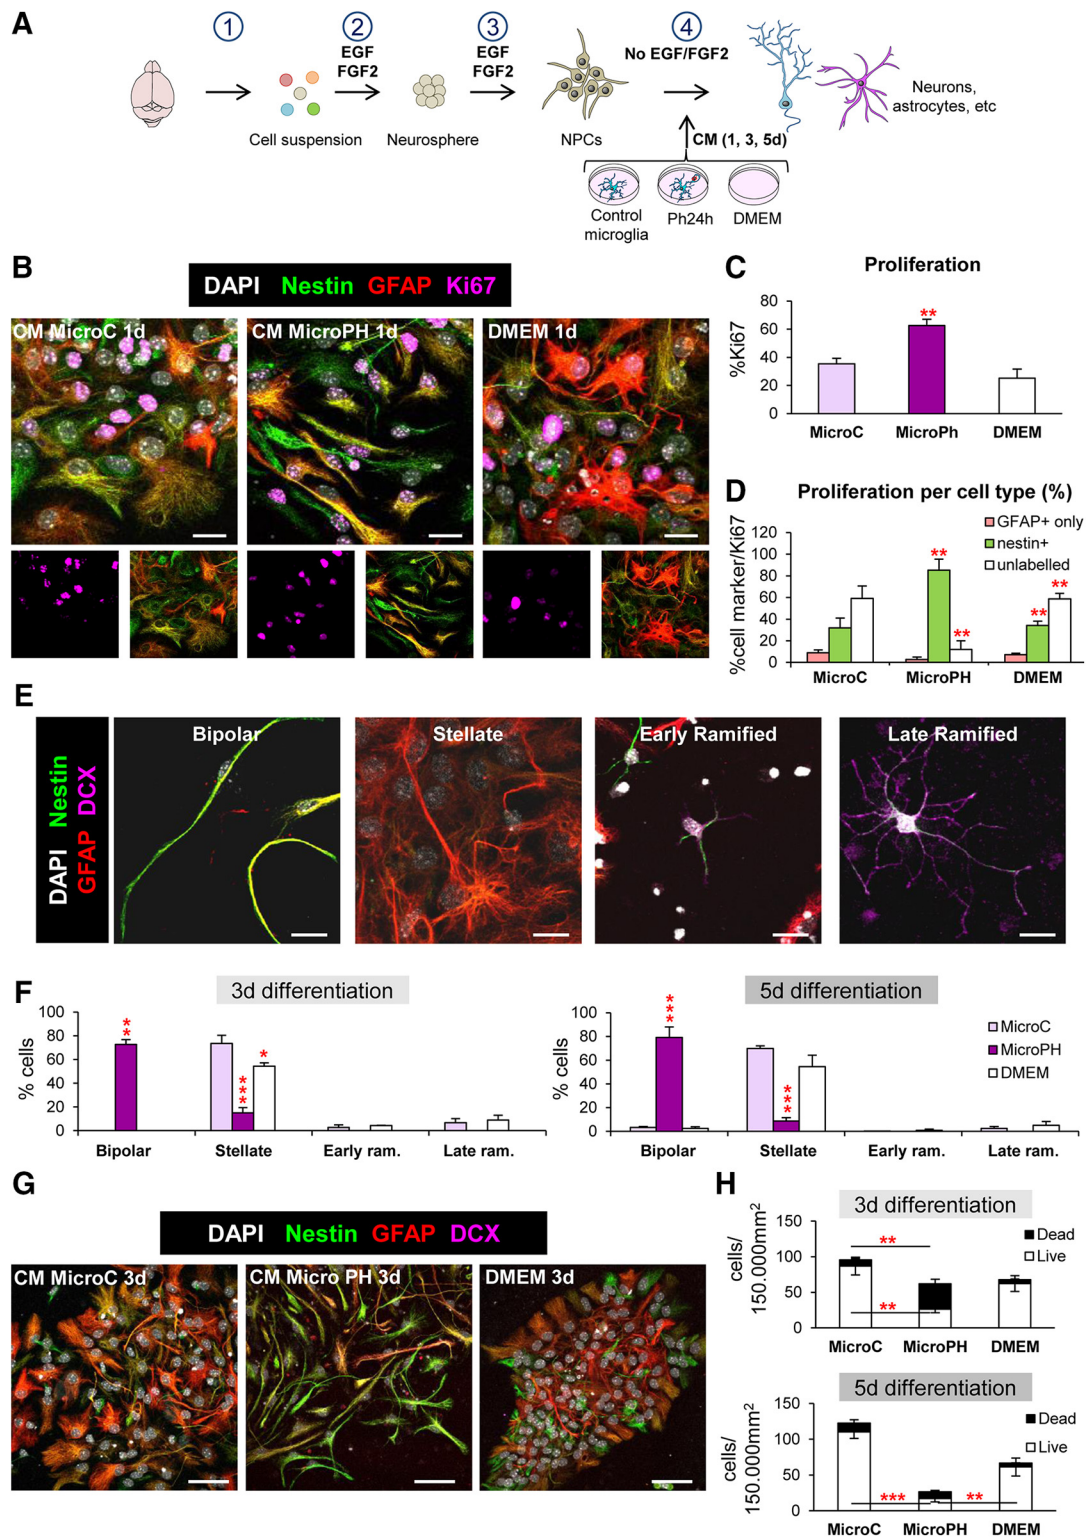 A
1
2
3
4
EGF
FGF2
EGF
FGF2
No EGF/FGF2
Cell suspension
Neurosphere
NPCs
Neurons,
astrocytes, etc
CM (1, 3, 5d)
Control
microglia
Ph24h
DMEM
B
DAPI Nestin GFAP Ki67
CM MicroC 1d
CM MicroPH 1d
DMEM 1d
C
Proliferation
%Ki67
80
60
40
20
0
MicroC MicroPh DMEM
**
D
Proliferation per cell type (%)
%cell marker/Ki67
120
100
80
60
40
20
0
GFAP+ only
nestin+
unlabelled
**
**
**
**
MicroC MicroPH DMEM
E
DAPI Nestin
GFAP DCX
Bipolar
Stellate
Early Ramified
Late Ramified
F
3d differentiation
% cells
100
80
60
40
20
0
**
***
*
Bipolar Stellate Early ram. Late ram.
5d differentiation
% cells
100
80
60
40
20
0
***
***
MicroC
MicroPH
DMEM
Bipolar Stellate Early ram. Late ram.
G
DAPI Nestin GFAP DCX
CM MicroC 3d
CM Micro PH 3d
DMEM 3d
H
3d differentiation
cells/
150.000mm²
150
100
50
0
Dead
Live
**
**
MicroC MicroPH DMEM
5d differentiation
cells/
150.000mm²
150
100
50
0
Dead
Live
***
**
MicroC MicroPH DMEM